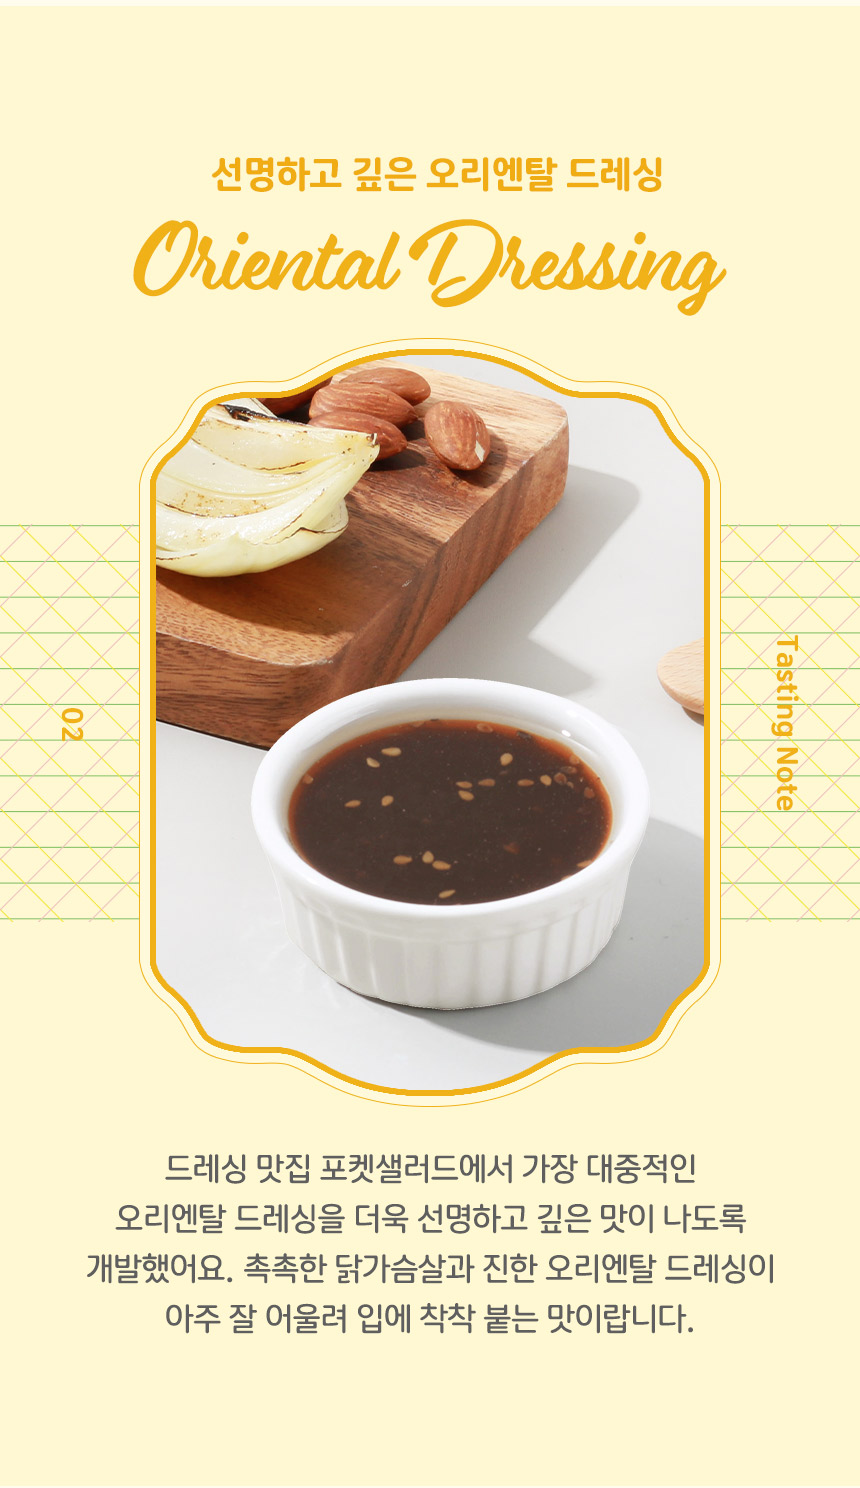 선명하고 깊은 오리엔탈 드레싱
Oriental Dressing
02
Tasting Note
드레싱 맛집 포켓샐러드에서 가장 대중적인
오리엔탈 드레싱을 더욱 선명하고 깊은 맛이 나도록
개발했어요. 촉촉한 닭가슴살과 진한 오리엔탈 드레싱이
아주 잘 어울려 입에 착착 붙는 맛이랍니다.